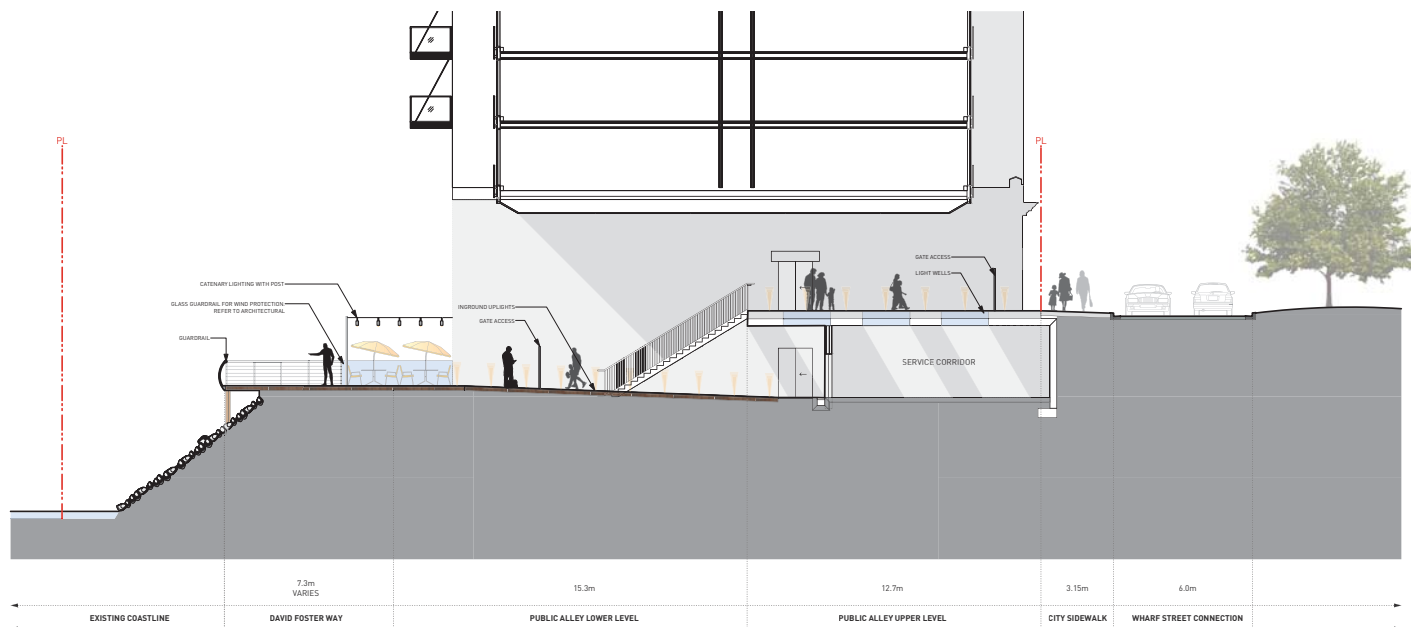 PL
PL
CATENARY LIGHTING WITH POST
GLASS GUARDRAIL FOR WIND PROTECTION.
REFER TO ARCHITECTURAL
GUARDRAIL
INGROUND UPLIGHTS
GATE ACCESS
GATE ACCESS
LIGHT WELLS
SERVICE CORRIDOR
7.3m
VARIES
15.3m
12.7m
3.15m
6.0m
EXISTING COASTLINE
DAVID FOSTER WAY
PUBLIC ALLEY LOWER LEVEL
PUBLIC ALLEY UPPER LEVEL
CITY SIDEWALK
WHARF STREET CONNECTION